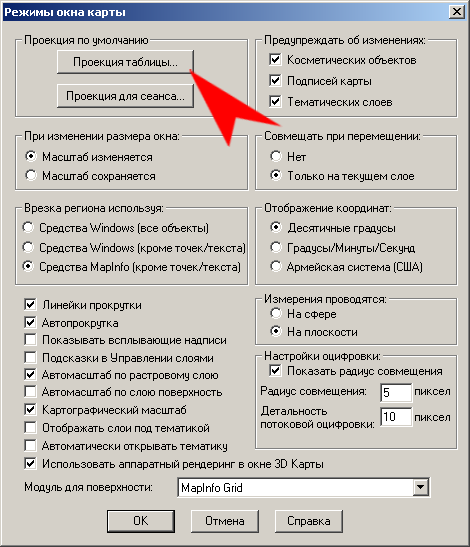 Режимы окна карты
Проекция по умолчанию
Проекция таблицы...
Проекция для сеанса...
Предупреждать об изменениях:
Косметических объектов
Подписей карты
Тематических слоев
При изменении размера окна:
Масштаб изменяется
Масштаб сохраняется
Совмещать при перемещении:
Нет
Только на текущем слое
Врезка региона используя:
Средства Windows (все объекты)
Средства Windows (кроме точек/текста)
Средства MapInfo (кроме точек/текста)
Отображение координат:
Десятичные градусы
Градусы/Минуты/Секунд
Армейская система (США)
Линейки прокрутки
Автопрокрутка
Показывать всплывающие надписи
Подсказки в Управлении слоями
Автомасштаб по растровому слою
Автомасштаб по слою поверхность
Картографический масштаб
Отображать слои под тематикой
Автоматически открывать тематику
Использовать аппаратный рендеринг в окне 3D Карты
Измерения проводятся:
На сфере
На плоскости
Настройки оцифровки:
Показать радиус совмещения
Радиус совмещения: 5 пиксел
Детальность
потоковой оцифровки: 10 пиксел
Модуль для поверхности: MapInfo Grid
OK Отмена Справка